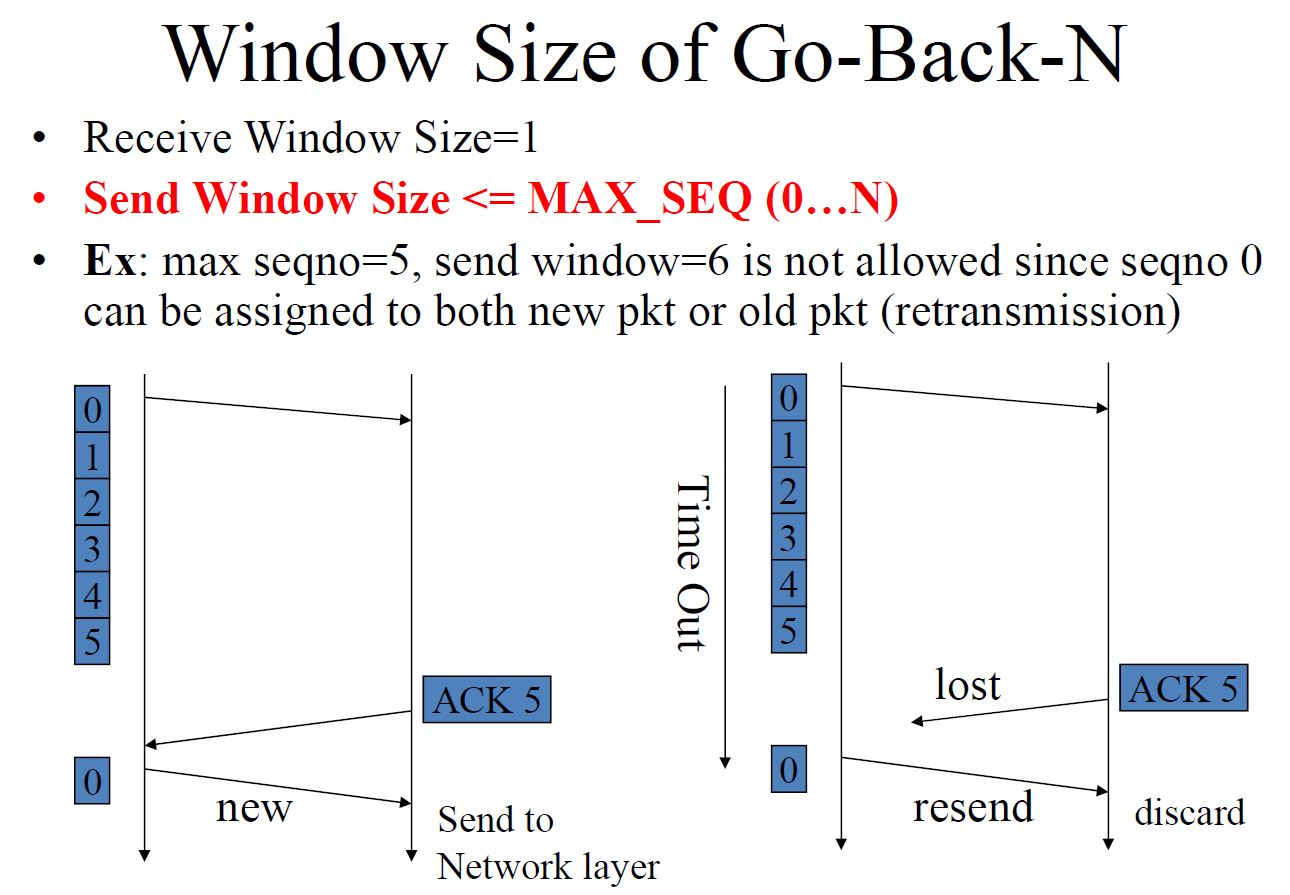 Window Size of Go-Back-N
• Receive Window Size=1
• Send Window Size <= MAX_SEQ (0…N)
• Ex: max seqno=5, send window=6 is not allowed since seqno 0
can be assigned to both new pkt or old pkt (retransmission)
0
1
2
3
4
5
ACK 5
0
new
Send to
Network layer
Time Out
0
1
2
3
4
5
lost
ACK 5
0
resend
discard